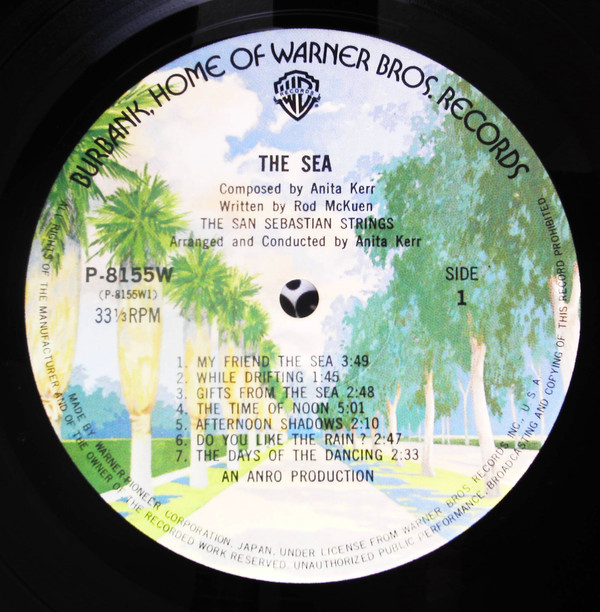 BURBANK, HOME OF WARNER BROS. RECORDS
WB
RECORDS
THE SEA
Composed by Anita Kerr
Written by Rod McKuen
THE SAN SEBASTIAN STRINGS
Arranged and Conducted by Anita Kerr
P-8155W
(P-8155W1)
33⅓RPM
SIDE
1
1. MY FRIEND THE SEA 3:49
2. WHILE DRIFTING 1:45
3. GIFTS FROM THE SEA 2:48
4. THE TIME OF NOON 5:01
5. AFTERNOON SHADOWS 2:10
6. DO YOU LIKE THE RAIN ? 2:47
7. THE DAYS OF THE DANCING 2:33
AN ANRO PRODUCTION
MADE BY WARNER-PIONEER CORPORATION, JAPAN, UNDER LICENSE FROM WARNER BROS. RECORDS INC., U.S.A.
ALL RIGHTS OF THE MANUFACTURER AND OF THE OWNER OF THE RECORDED WORK RESERVED. UNAUTHORIZED PUBLIC PERFORMANCE, BROADCASTING AND COPYING OF THIS RECORD PROHIBITED.